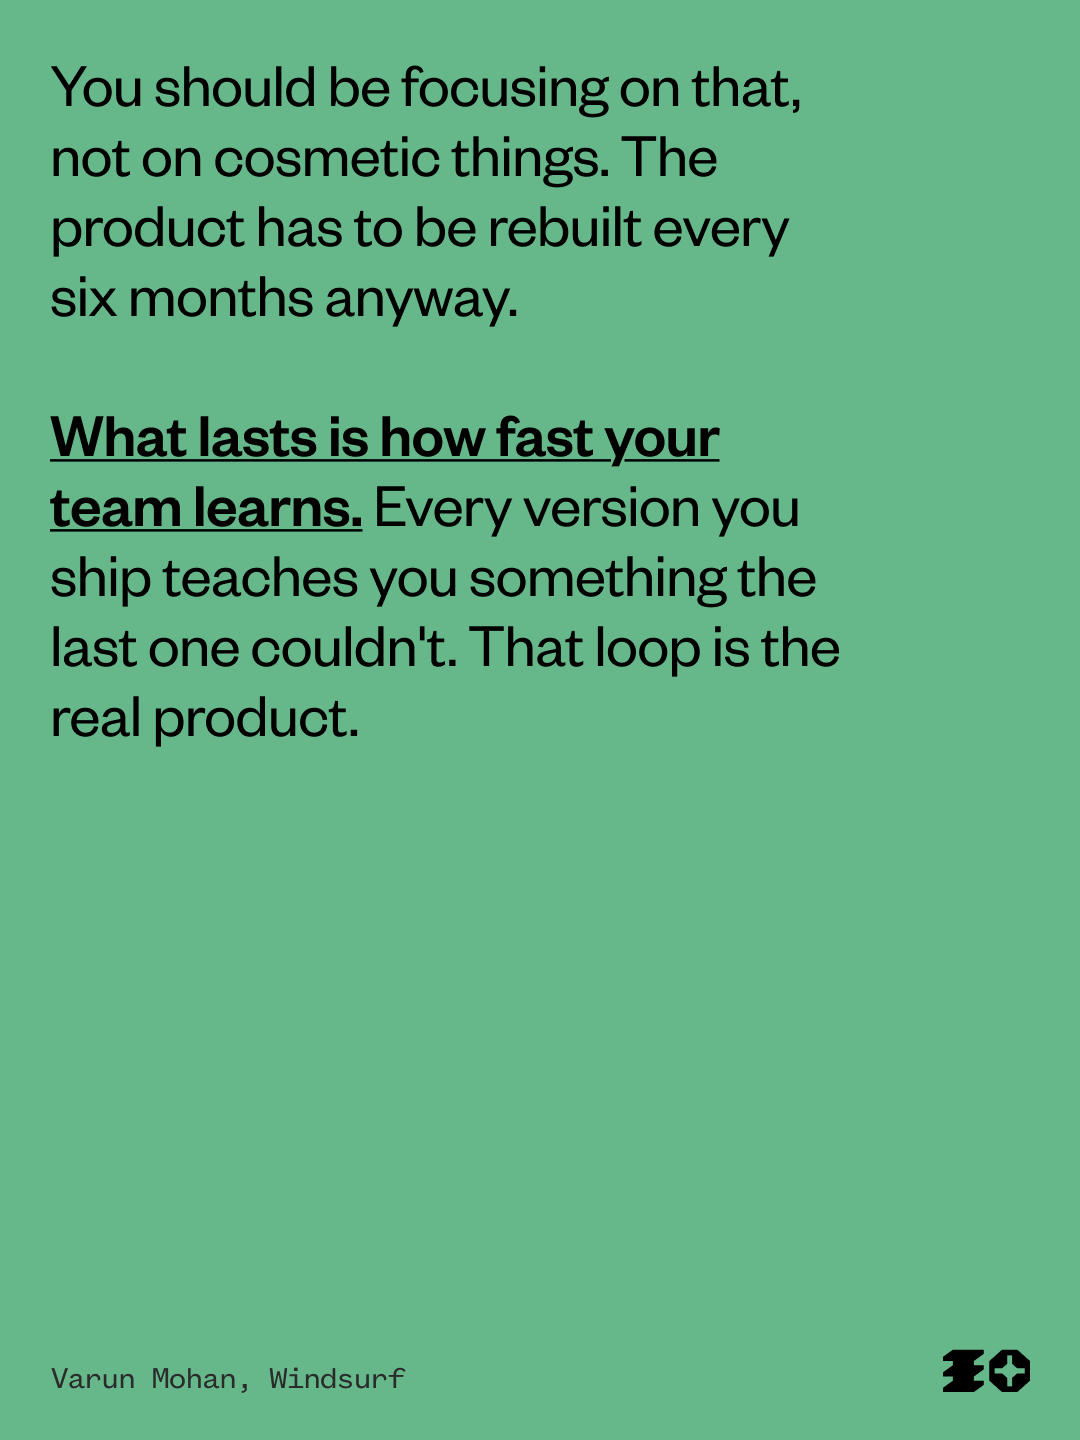 You should be focusing on that,
not on cosmetic things. The
product has to be rebuilt every
six months anyway.
What lasts is how fast your
team learns. Every version you
ship teaches you something the
last one couldn't. That loop is the
real product.
Varun Mohan, Windsurf